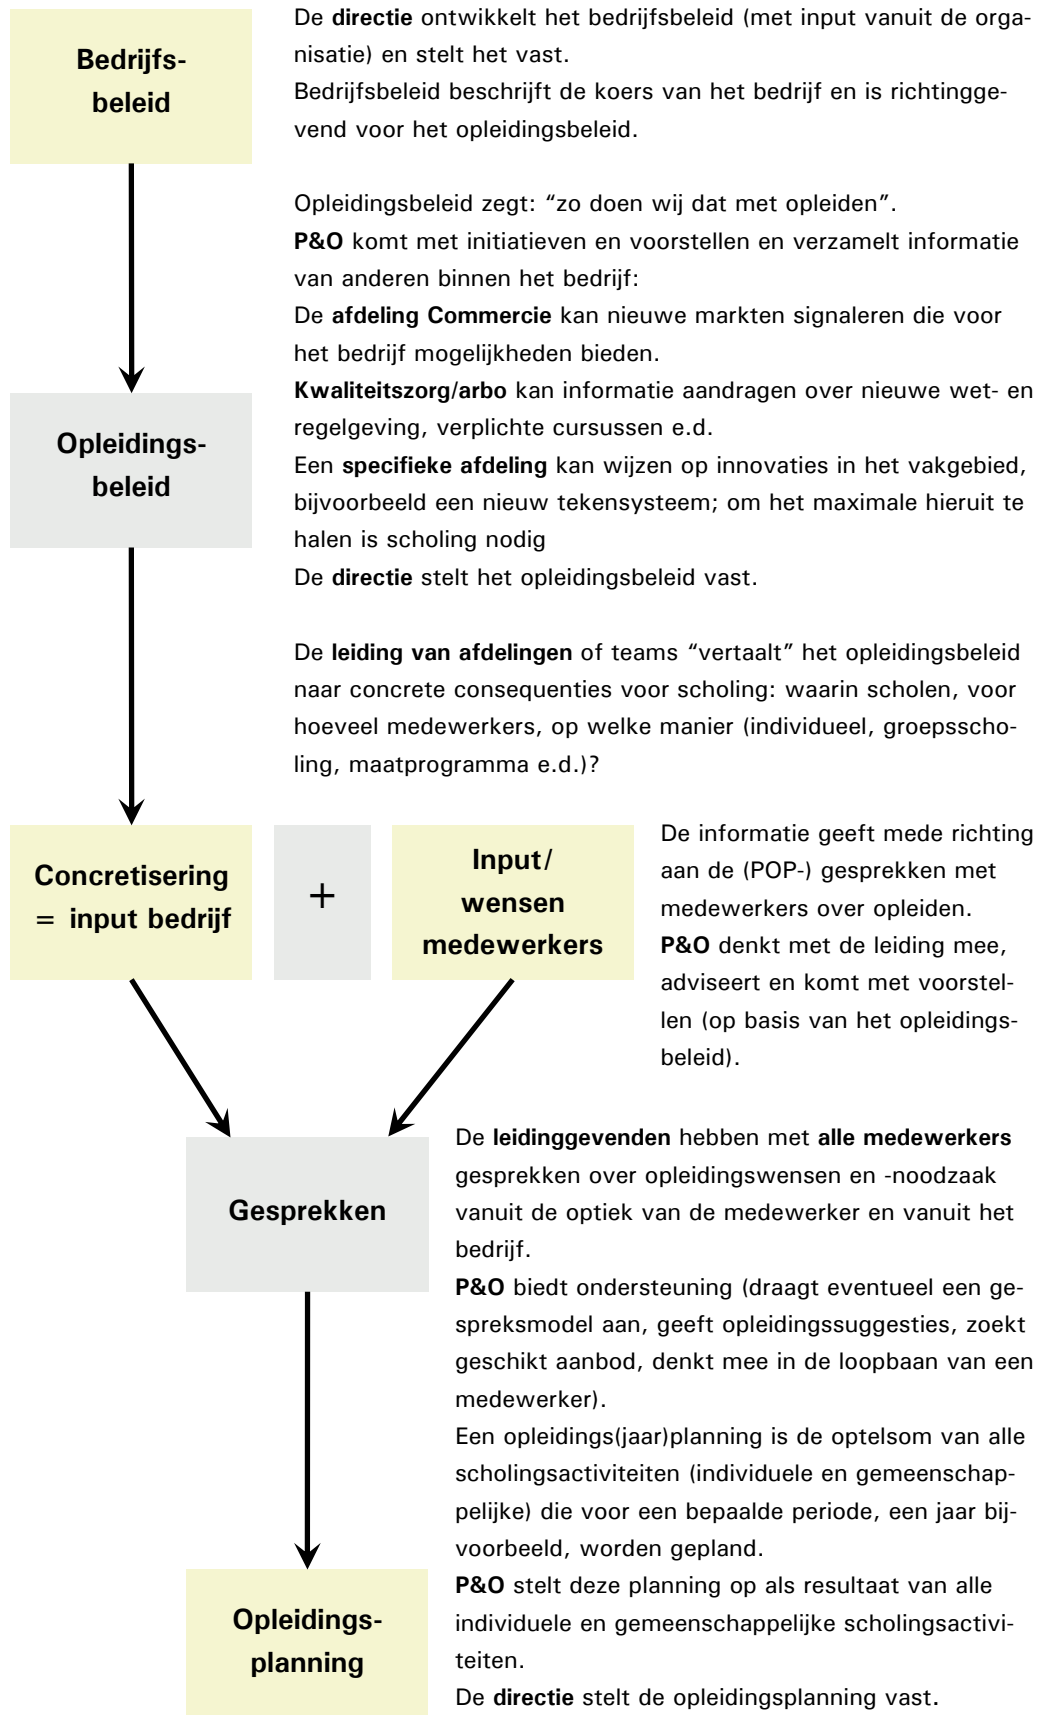 Bedrijfs-
beleid
De directie ontwikkelt het bedrijfsbeleid (met input vanuit de orga-
nisatie) en stelt het vast.
Bedrijfsbeleid beschrijft de koers van het bedrijf en is richtingge-
vend voor het opleidingsbeleid.
Opleidingsbeleid zegt: “zo doen wij dat met opleiden”.
P&O komt met initiatieven en voorstellen en verzamelt informatie
van anderen binnen het bedrijf:
De afdeling Commercie kan nieuwe markten signaleren die voor
het bedrijf mogelijkheden bieden.
Kwaliteitszorg/arbo kan informatie aandragen over nieuwe wet- en
regelgeving, verplichte cursussen e.d.
Een specifieke afdeling kan wijzen op innovaties in het vakgebied,
bijvoorbeeld een nieuw tekensysteem; om het maximale hieruit te
halen is scholing nodig
De directie stelt het opleidingsbeleid vast.
Opleidings-
beleid
De leiding van afdelingen of teams “vertaalt” het opleidingsbeleid
naar concrete consequenties voor scholing: waarin scholen, voor
hoeveel medewerkers, op welke manier (individueel, groepsscho-
ling, maatprogramma e.d.)?
Concretisering
= input bedrijf
+
Input/
wensen
medewerkers
De informatie geeft mede richting
aan de (POP-) gesprekken met
medewerkers over opleiden.
P&O denkt met de leiding mee,
adviseert en komt met voorstel-
len (op basis van het opleidings-
beleid).
Gesprekken
De leidinggevenden hebben met alle medewerkers
gesprekken over opleidingswensen en -noodzaak
vanuit de optiek van de medewerker en vanuit het
bedrijf.
P&O biedt ondersteuning (draagt eventueel een ge-
spreksmodel aan, geeft opleidingssuggesties, zoekt
geschikt aanbod, denkt mee in de loopbaan van een
medewerker).
Een opleidings(jaar)planning is de optelsom van alle
scholingsactiviteiten (individuele en gemeenschap-
pelijke) die voor een bepaalde periode, een jaar bij-
voorbeeld, worden gepland.
P&O stelt deze planning op als resultaat van alle
individuele en gemeenschappelijke scholingsactivi-
teiten.
De directie stelt de opleidingsplanning vast.
Opleidings-
planning